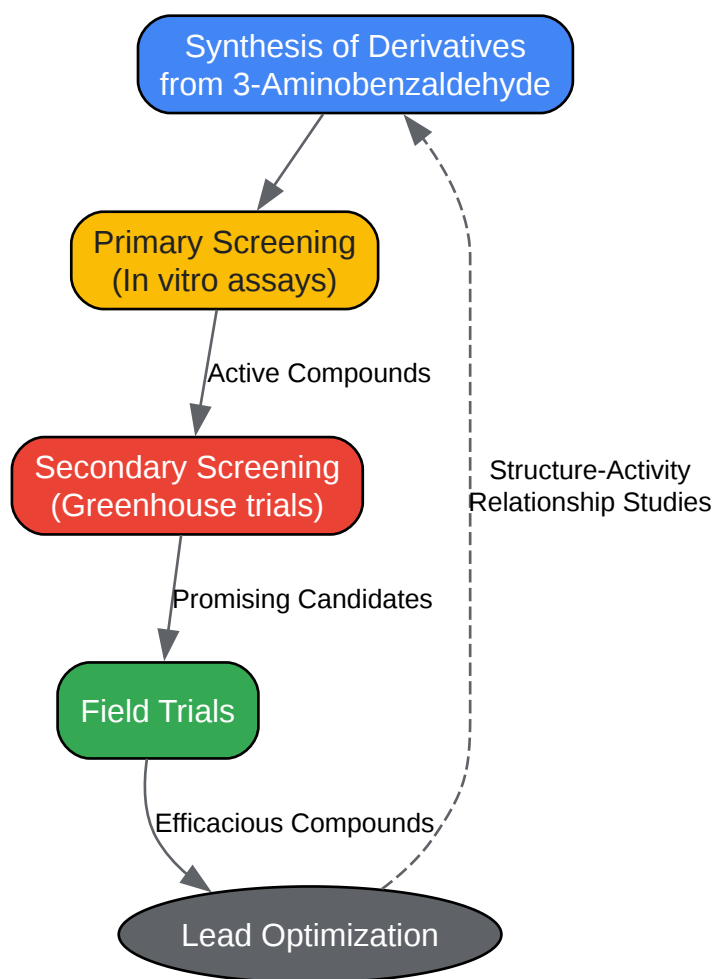 Synthesis of Derivatives
from 3-Aminobenzaldehyde
Primary Screening
(In vitro assays)
Active Compounds
Secondary Screening
(Greenhouse trials)
Structure-Activity
Relationship Studies
Promising Candidates
Field Trials
Efficacious Compounds
Lead Optimization